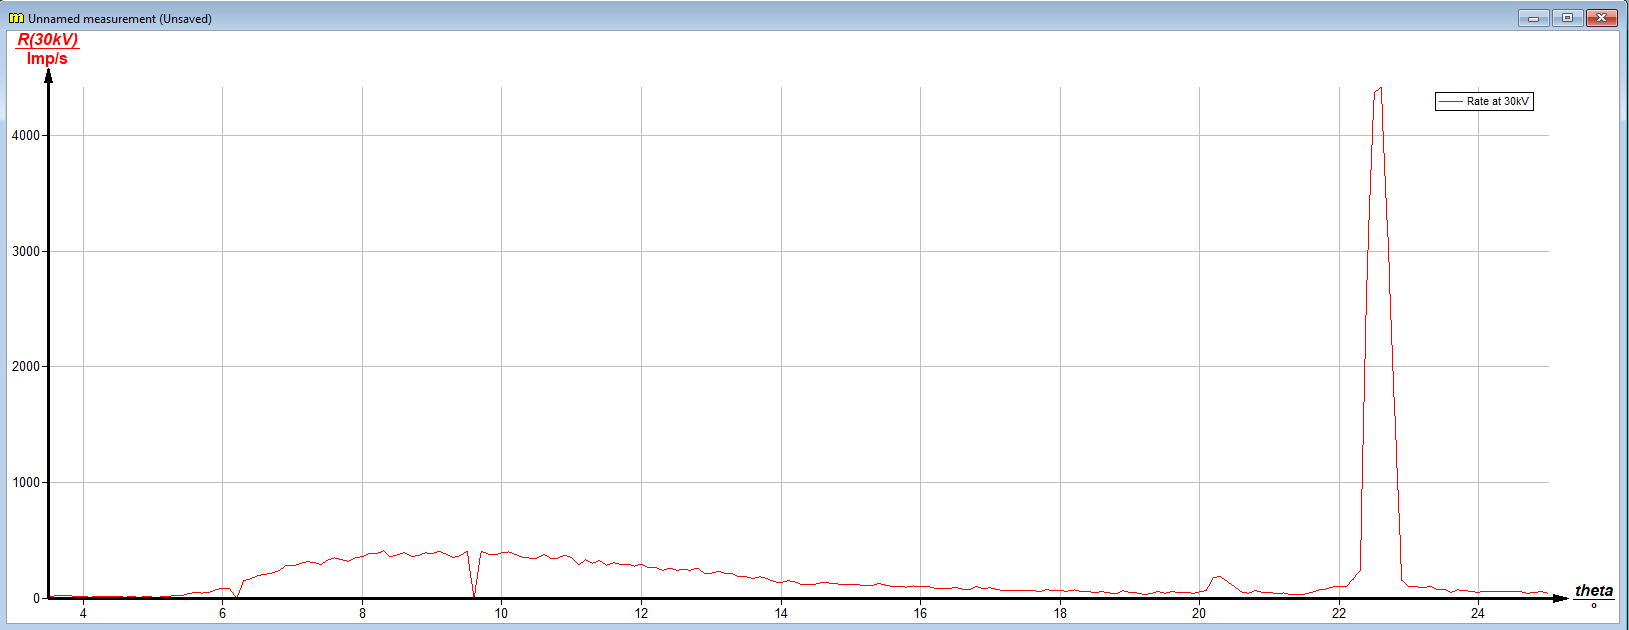 Unnamed measurement (Unsaved)
R(30kV)
Imp/s
Rate at 30kV
4000
3000
2000
1000
0
4 6 8 10 12 14 16 18 20 22 24
theta
°